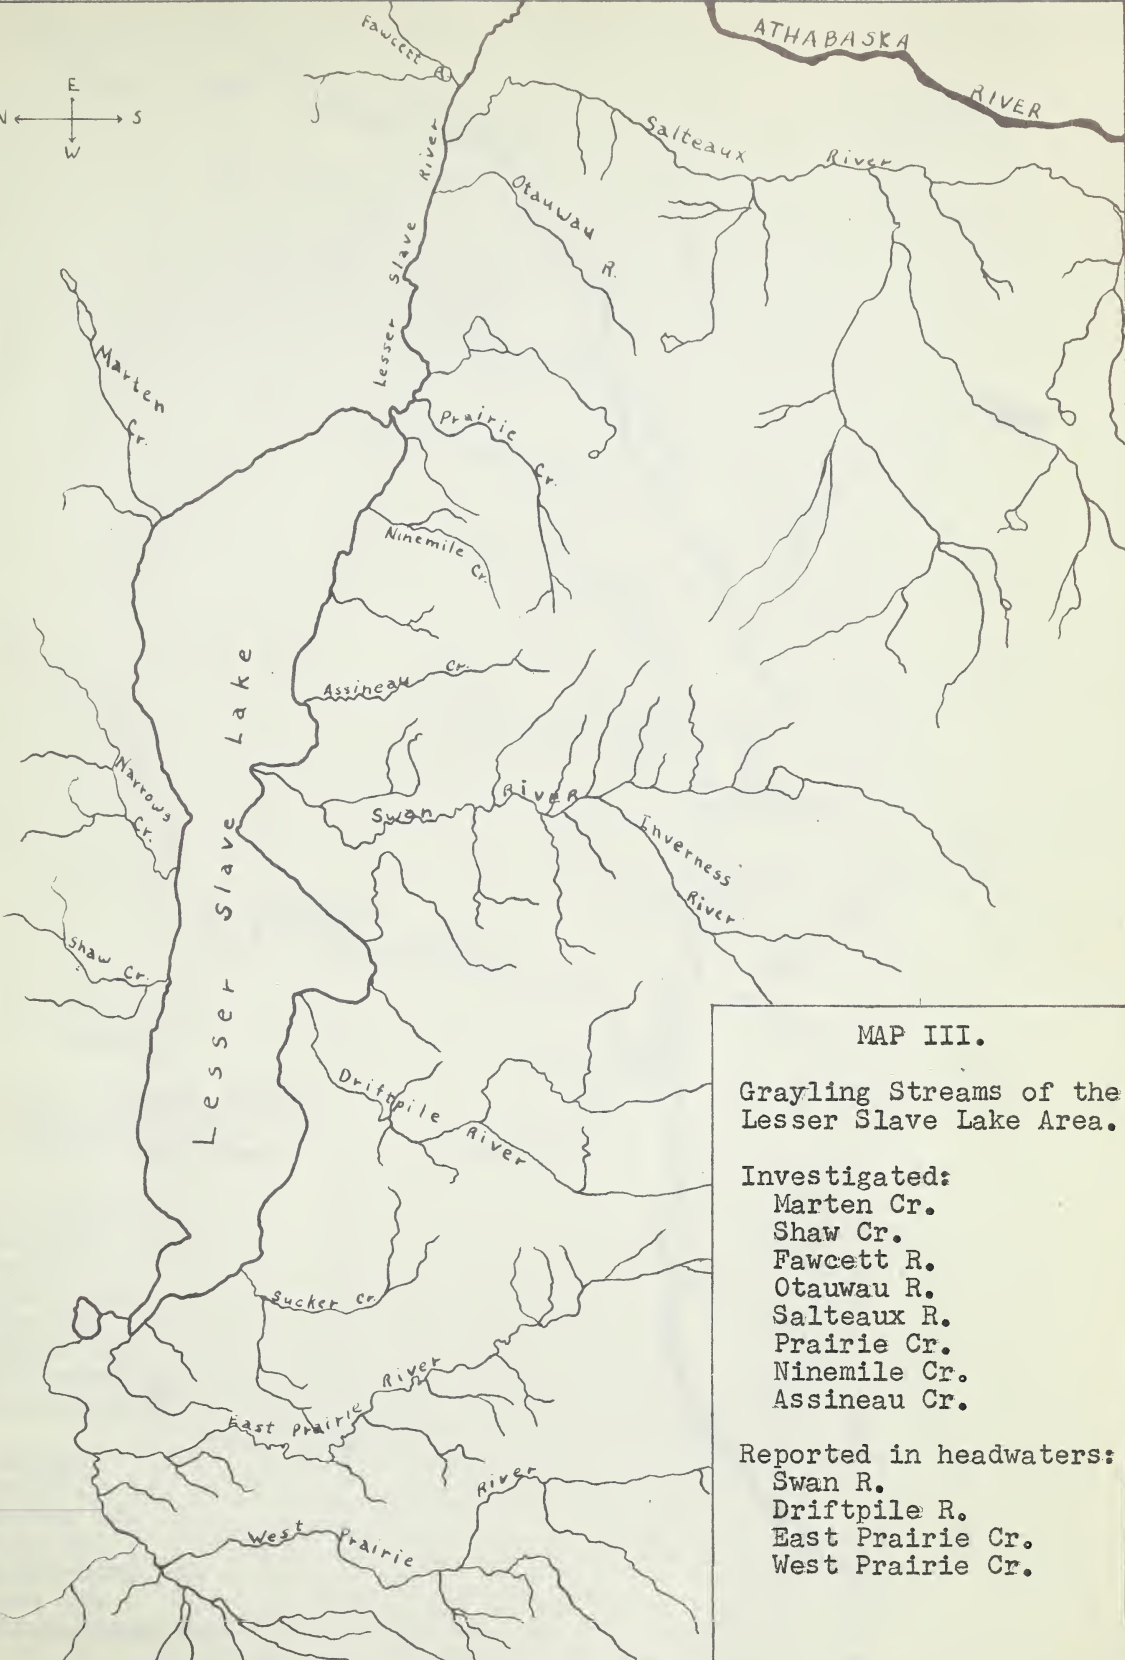 ATHABASKA RIVER
Fawcett R.
E
N S
W
Salteaux River
Otauwau R.
Lesser Slave River
Marten Cr.
Prairie Cr.
Ninemile Cr.
Assineau Cr.
Lesser Slave Lake
Narrows Cr.
Swan RiveR
Inverness River
Shaw Cr.
Driftpile River
Sucker Cr.
East Prairie River
West Prairie River
MAP III.
Grayling Streams of the
Lesser Slave Lake Area.
Investigated:
Marten Cr.
Shaw Cr.
Fawcett R.
Otauwau R.
Salteaux R.
Prairie Cr.
Ninemile Cr.
Assineau Cr.
Reported in headwaters:
Swan R.
Driftpile R.
East Prairie Cr.
West Prairie Cr.